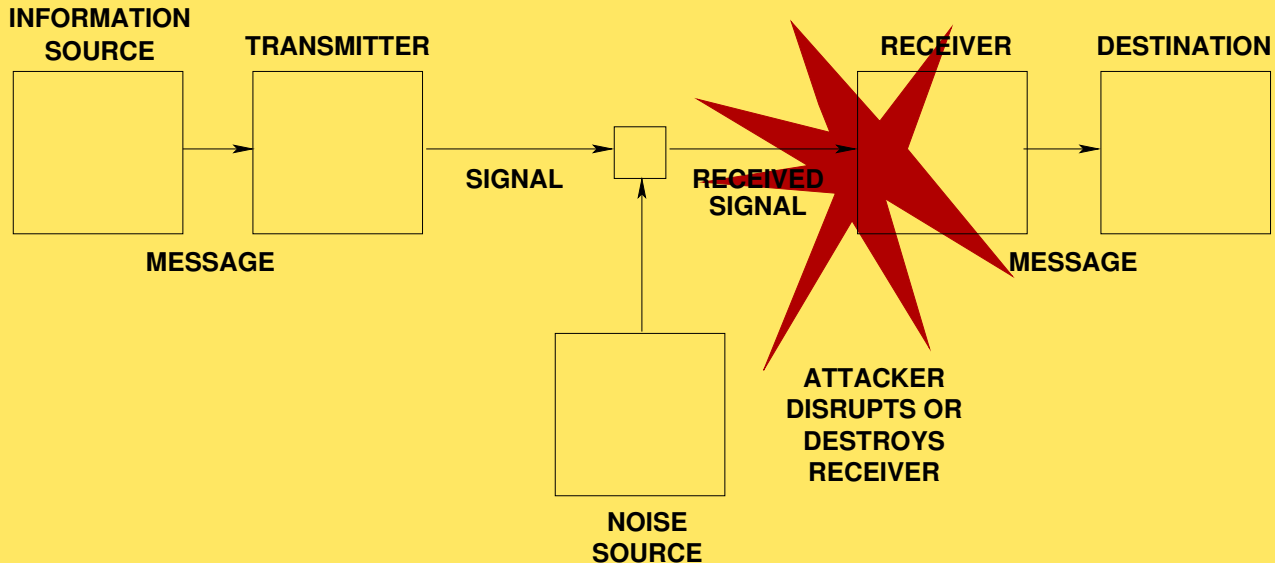 INFORMATION
SOURCE
TRANSMITTER
RECEIVER
DESTINATION
SIGNAL
RECEIVED
SIGNAL
MESSAGE
MESSAGE
ATTACKER
DISRUPTS OR
DESTROYS
RECEIVER
NOISE
SOURCE